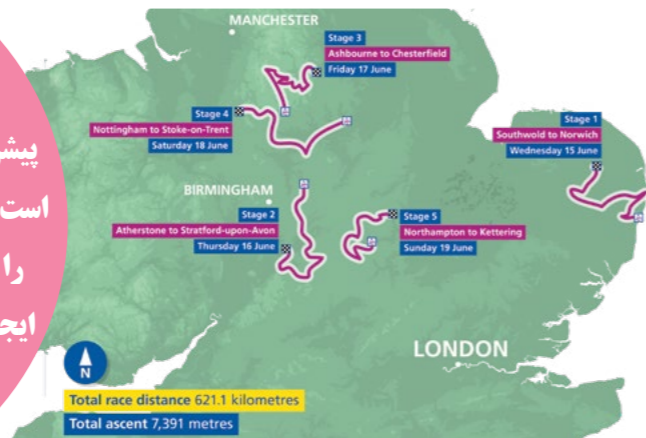 MANCHESTER
Stage 3
Ashbourne to Chesterfield
Friday 17 June
Stage 4
Nottingham to Stoke-on-Trent
Saturday 18 June
Stage 1
Southwold to Norwich
Wednesday 15 June
BIRMINGHAM
Stage 2
Atherstone to Stratford-upon-Avon
Thursday 16 June
Stage 5
Northampton to Kettering
Sunday 19 June
است
را
LONDON
N
Total race distance 621.1 kilometres
Total ascent 7,391 metres